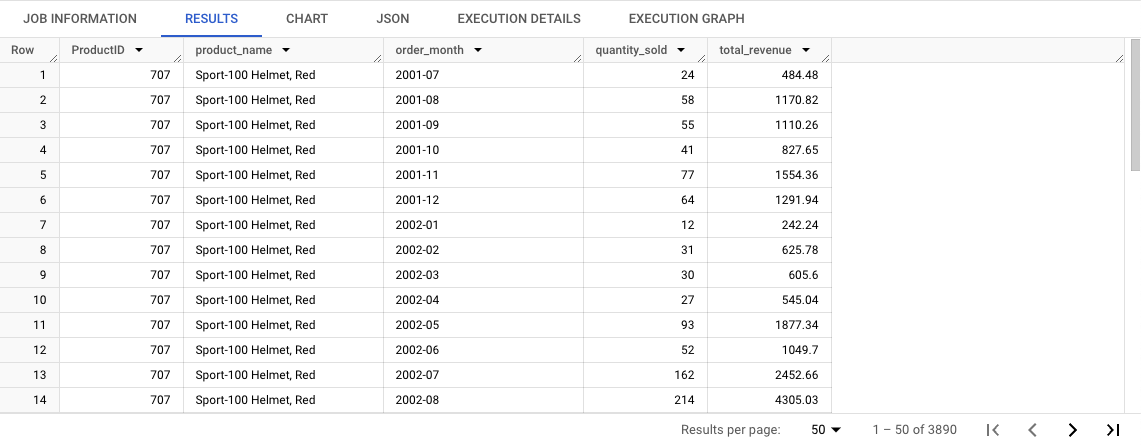 JOB INFORMATION RESULTS CHART JSON EXECUTION DETAILS EXECUTION GRAPH
Row ProductID product_name order_month quantity_sold total_revenue
1 707 Sport-100 Helmet, Red 2001-07 24 484.48
2 707 Sport-100 Helmet, Red 2001-08 58 1170.82
3 707 Sport-100 Helmet, Red 2001-09 55 1110.26
4 707 Sport-100 Helmet, Red 2001-10 41 827.65
5 707 Sport-100 Helmet, Red 2001-11 77 1554.36
6 707 Sport-100 Helmet, Red 2001-12 64 1291.94
7 707 Sport-100 Helmet, Red 2002-01 12 242.24
8 707 Sport-100 Helmet, Red 2002-02 31 625.78
9 707 Sport-100 Helmet, Red 2002-03 30 605.6
10 707 Sport-100 Helmet, Red 2002-04 27 545.04
11 707 Sport-100 Helmet, Red 2002-05 93 1877.34
12 707 Sport-100 Helmet, Red 2002-06 52 1049.7
13 707 Sport-100 Helmet, Red 2002-07 162 2452.66
14 707 Sport-100 Helmet, Red 2002-08 214 4305.03
Results per page: 50 1 – 50 of 3890